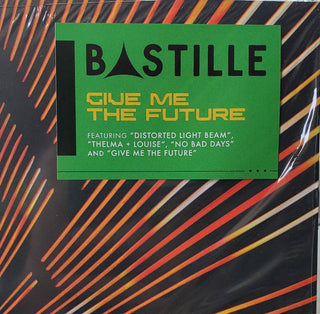 BASTILLE
GIVE ME
THE FUTURE
FEATURING "DISTORTED LIGHT BEAM",
"THELMA + LOUISE", "NO BAD DAYS"
AND "GIVE ME THE FUTURE"